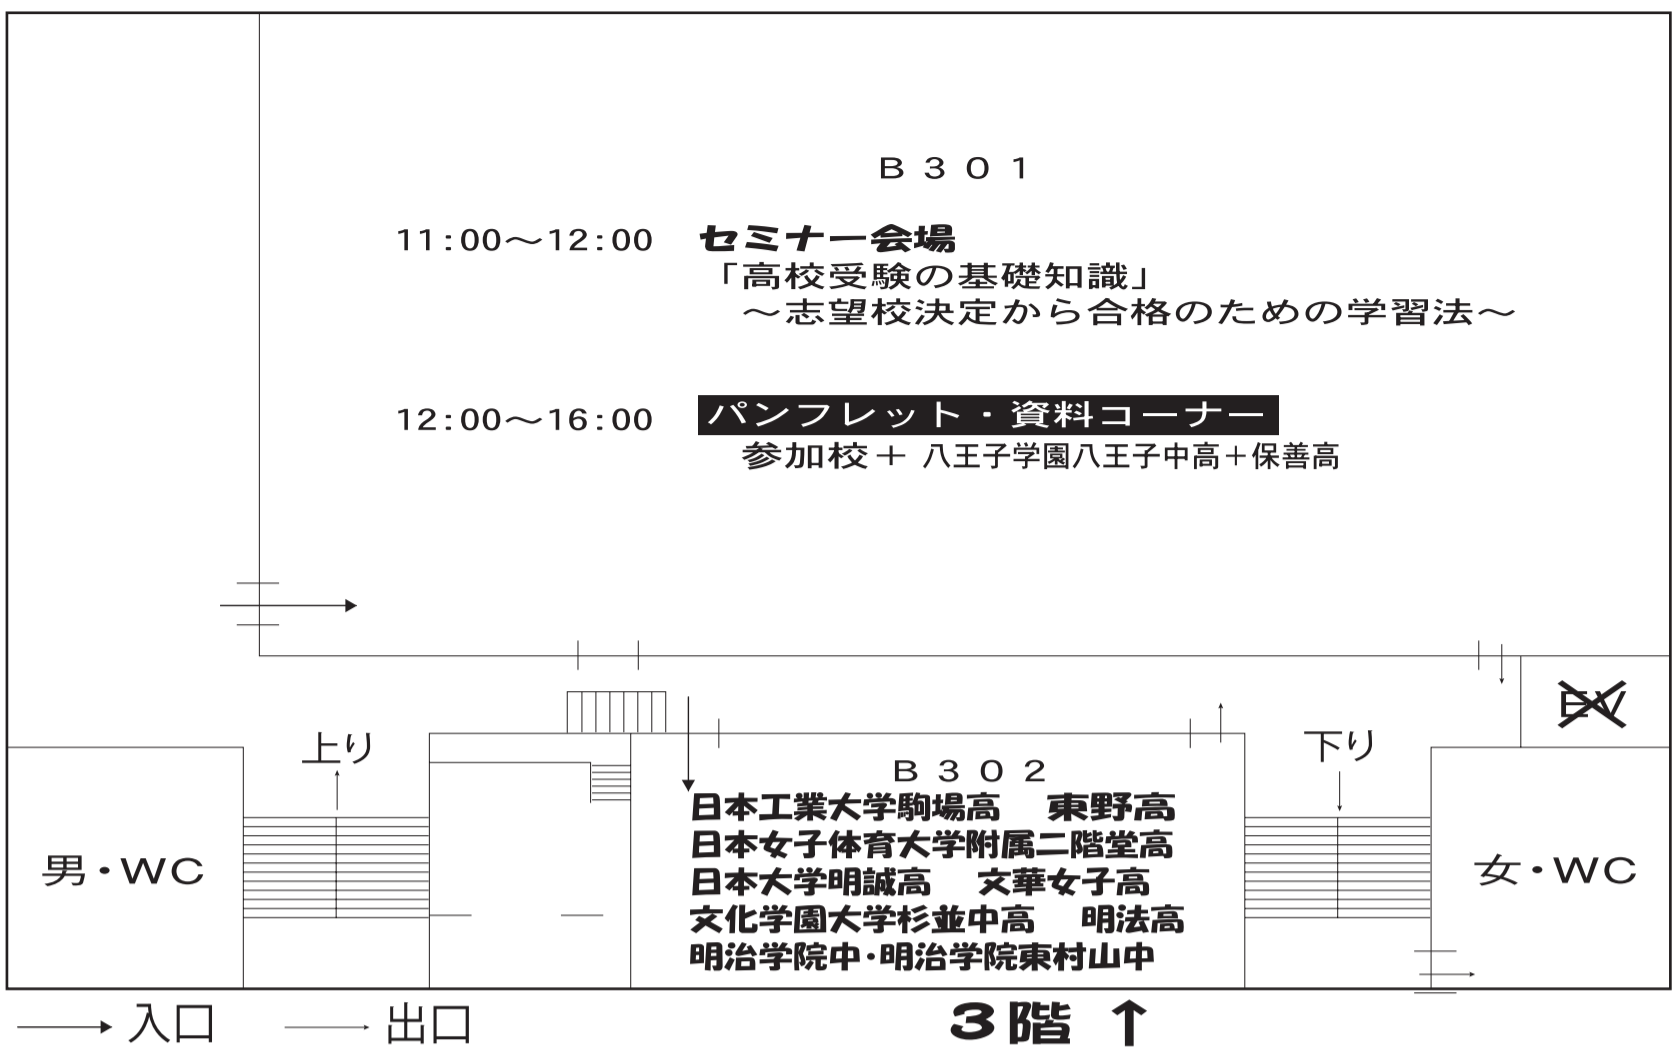 B301
11:00～12:00 セミナー会場
「高校受験の基礎知識」
～志望校決定から合格のための学習法～
12:00～16:00 パンフレット・資料コーナー
参加校＋ 八王子学園八王子中高＋保善高
EV
上り
下り
B302
日本工業大学駒場高 東野高
日本女子体育大学附属二階堂高
男・WC
女・WC
日本大学明誠高 文華女子高
文化学園大学杉並中高 明法高
明治学院中・明治学院東村山中
→ 入口 → 出口
3階 ↑